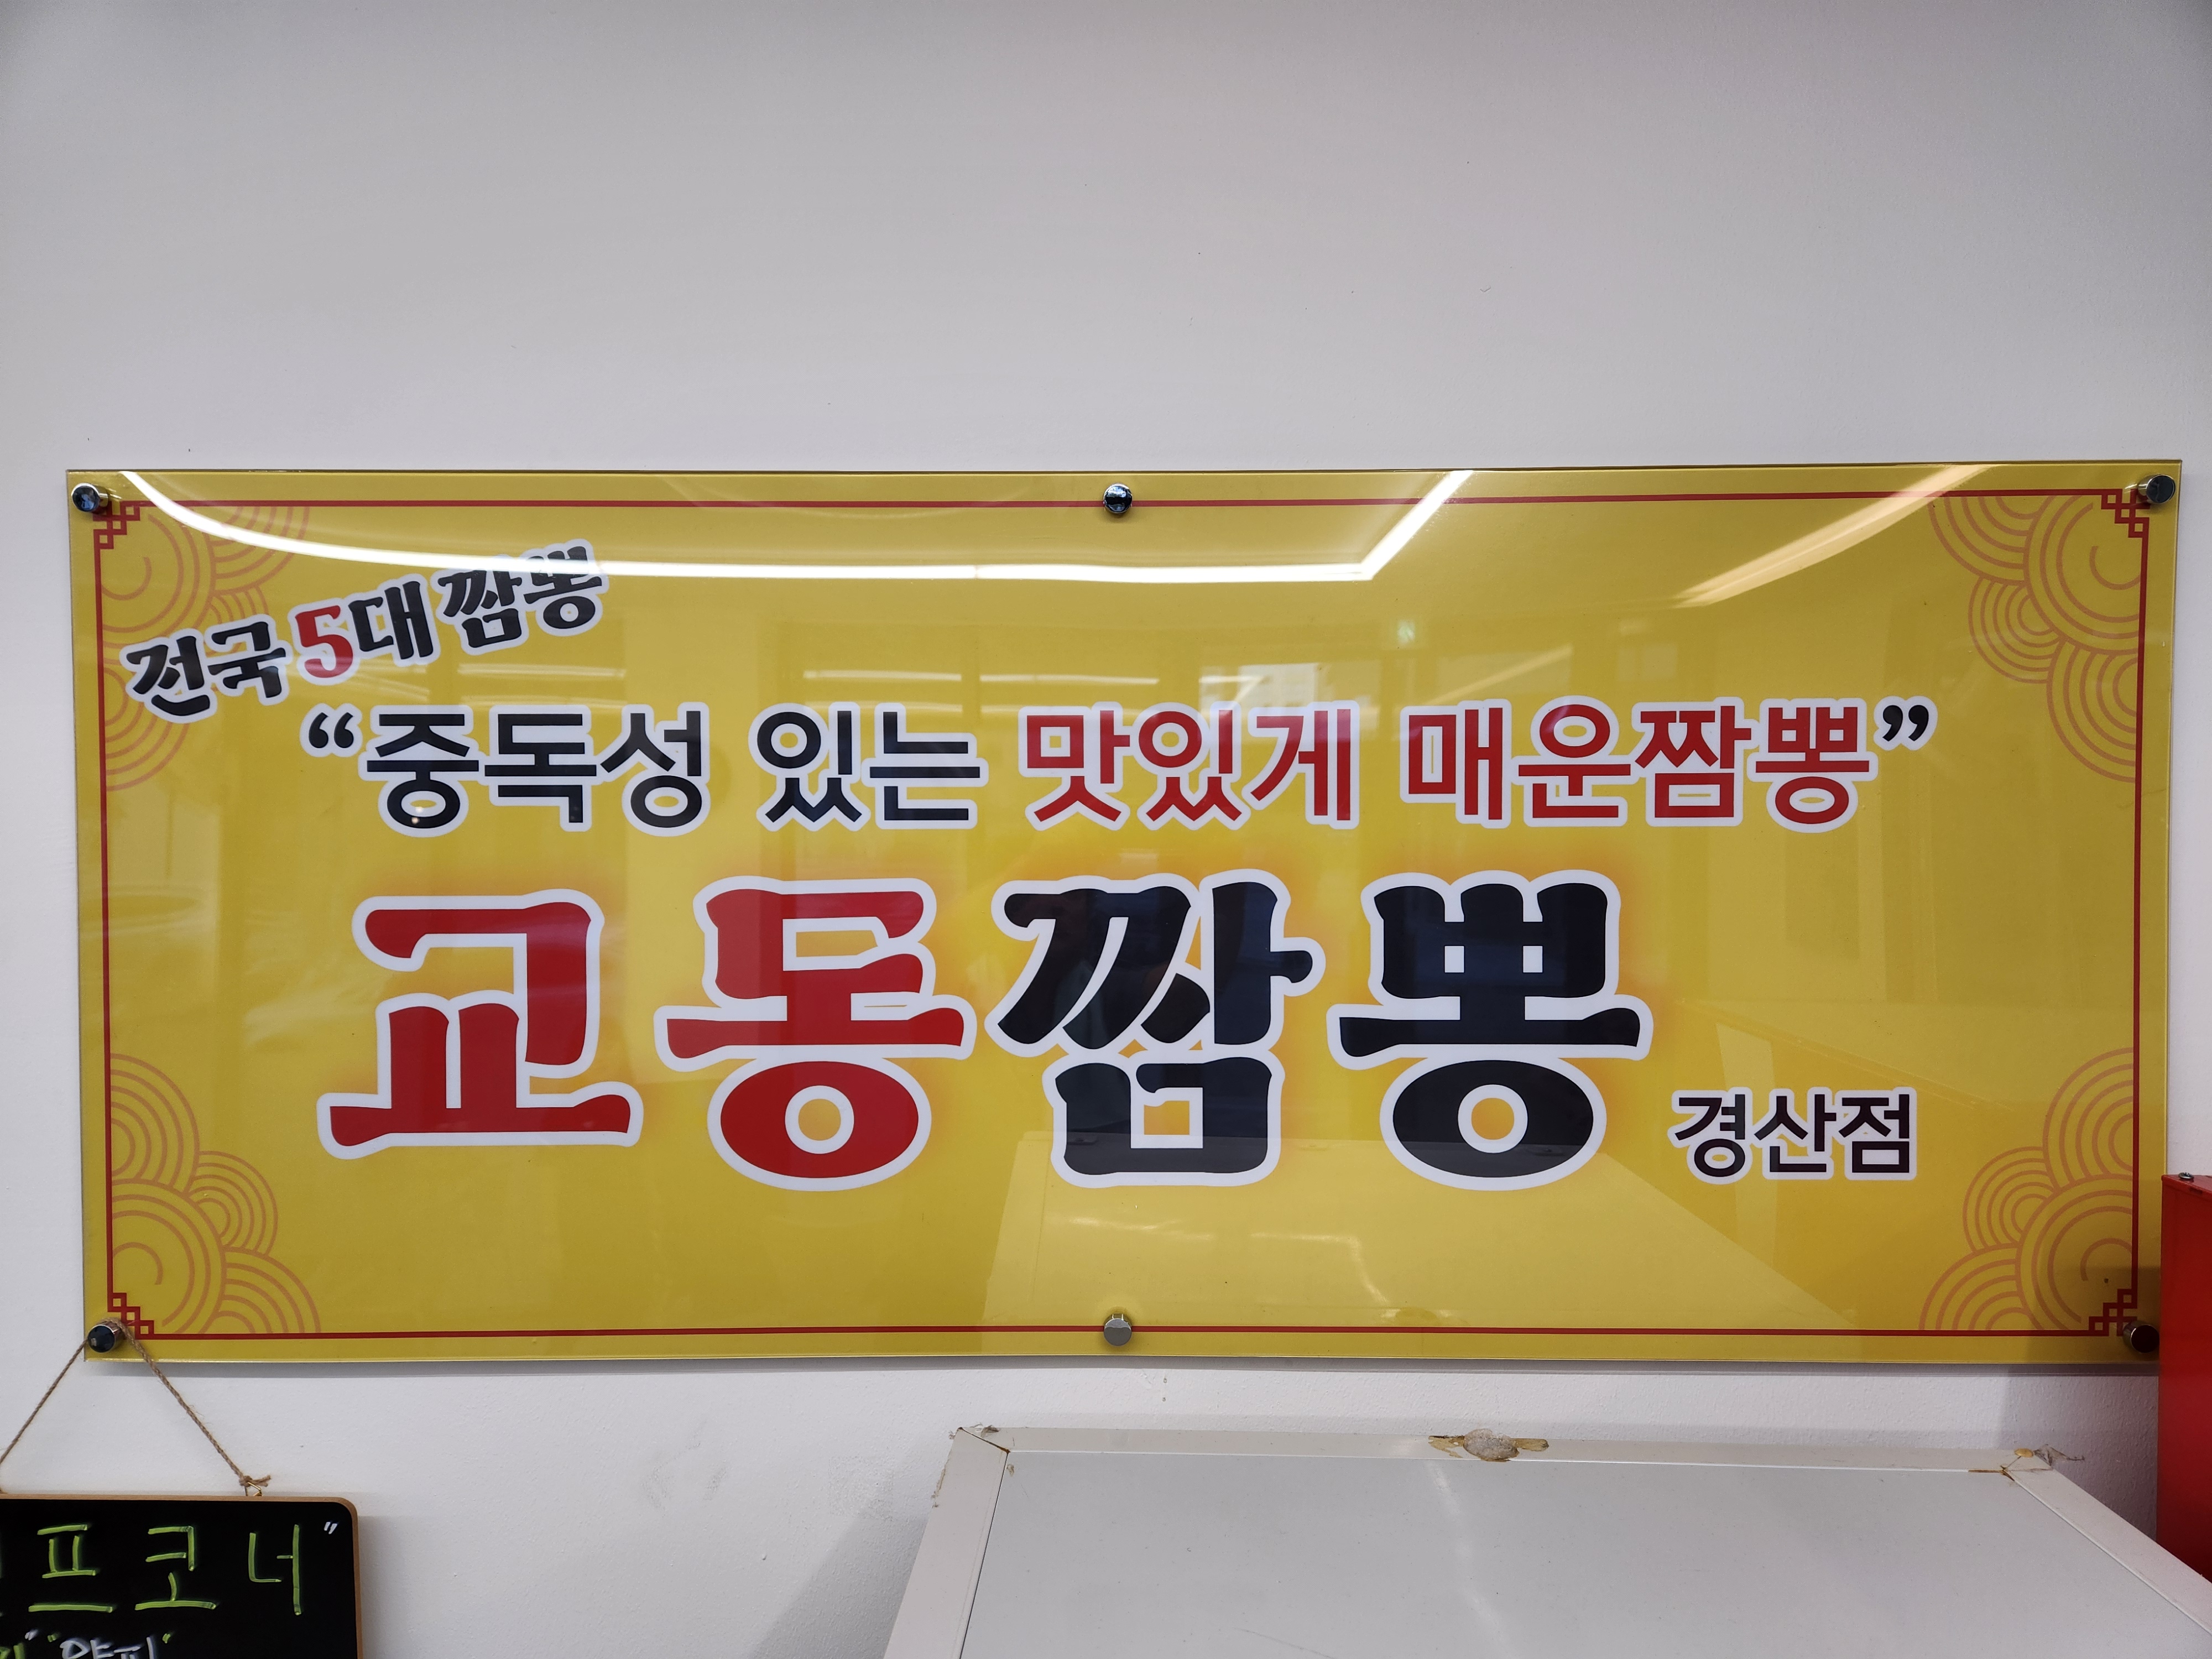 전국 5대 짬뽕
“중독성 있는 맛있게 매운짬뽕”
교동짬뽕 경산점
프코너"